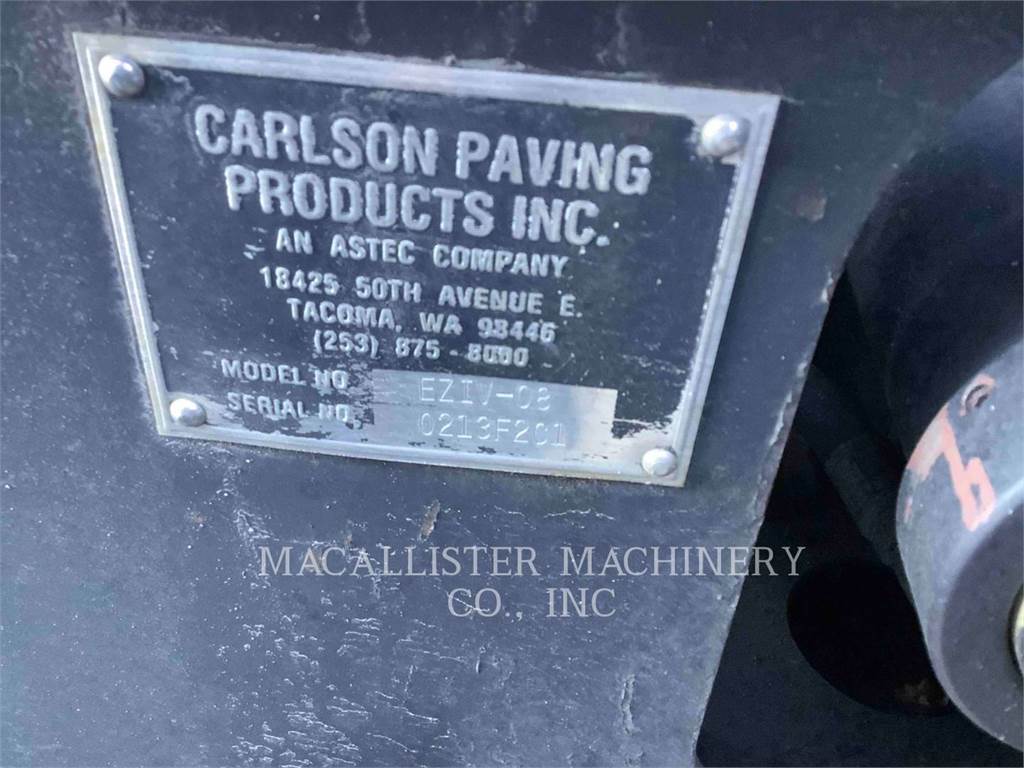 CARLSON PAVING
PRODUCTS INC.
AN ASTEC COMPANY
18425 50TH AVENUE E.
TACOMA, WA 98446
(253) 875-8000
MODEL NO. EZIV-08
SERIAL NO. 0213F2C1
MACALLISTER MACHINERY
CO., INC